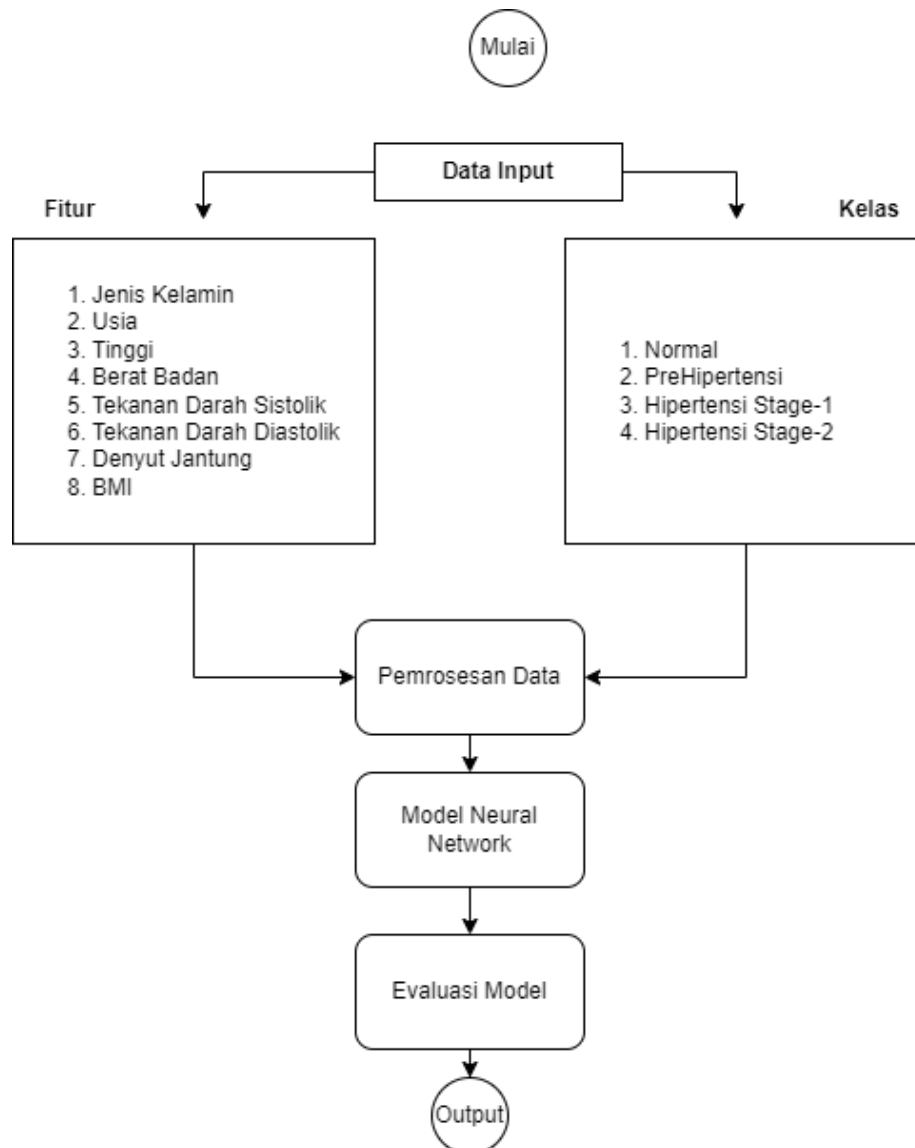 Mulai
Data Input
Fitur
Kelas
1. Jenis Kelamin
2. Usia
3. Tinggi
4. Berat Badan
5. Tekanan Darah Sistolik
6. Tekanan Darah Diastolik
7. Denyut Jantung
8. BMI
1. Normal
2. PreHipertensi
3. Hipertensi Stage-1
4. Hipertensi Stage-2
Pemrosesan Data
Model Neural
Network
Evaluasi Model
Output